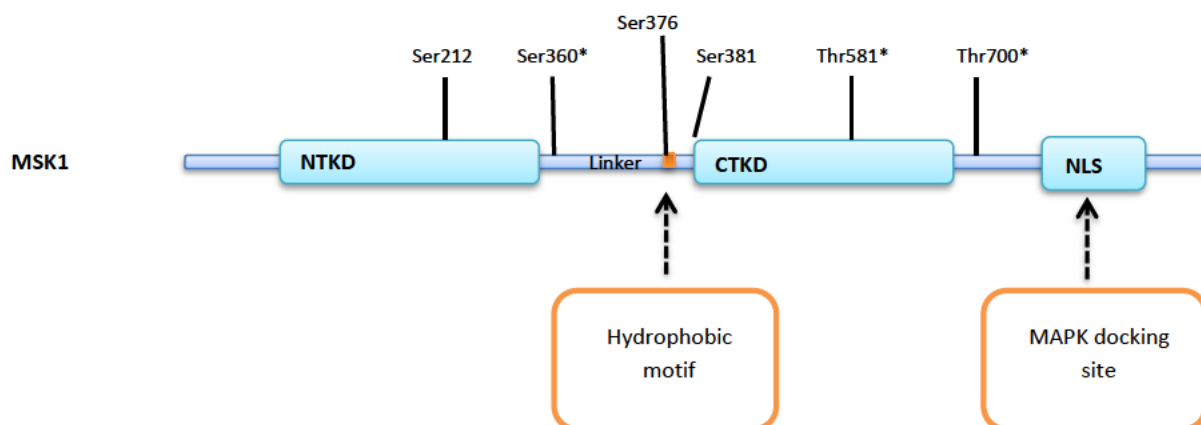 Ser376
Ser212 Ser360* Ser381 Thr581* Thr700*
MSK1 NTKD Linker CTKD NLS
Hydrophobic
motif
MAPK docking
site